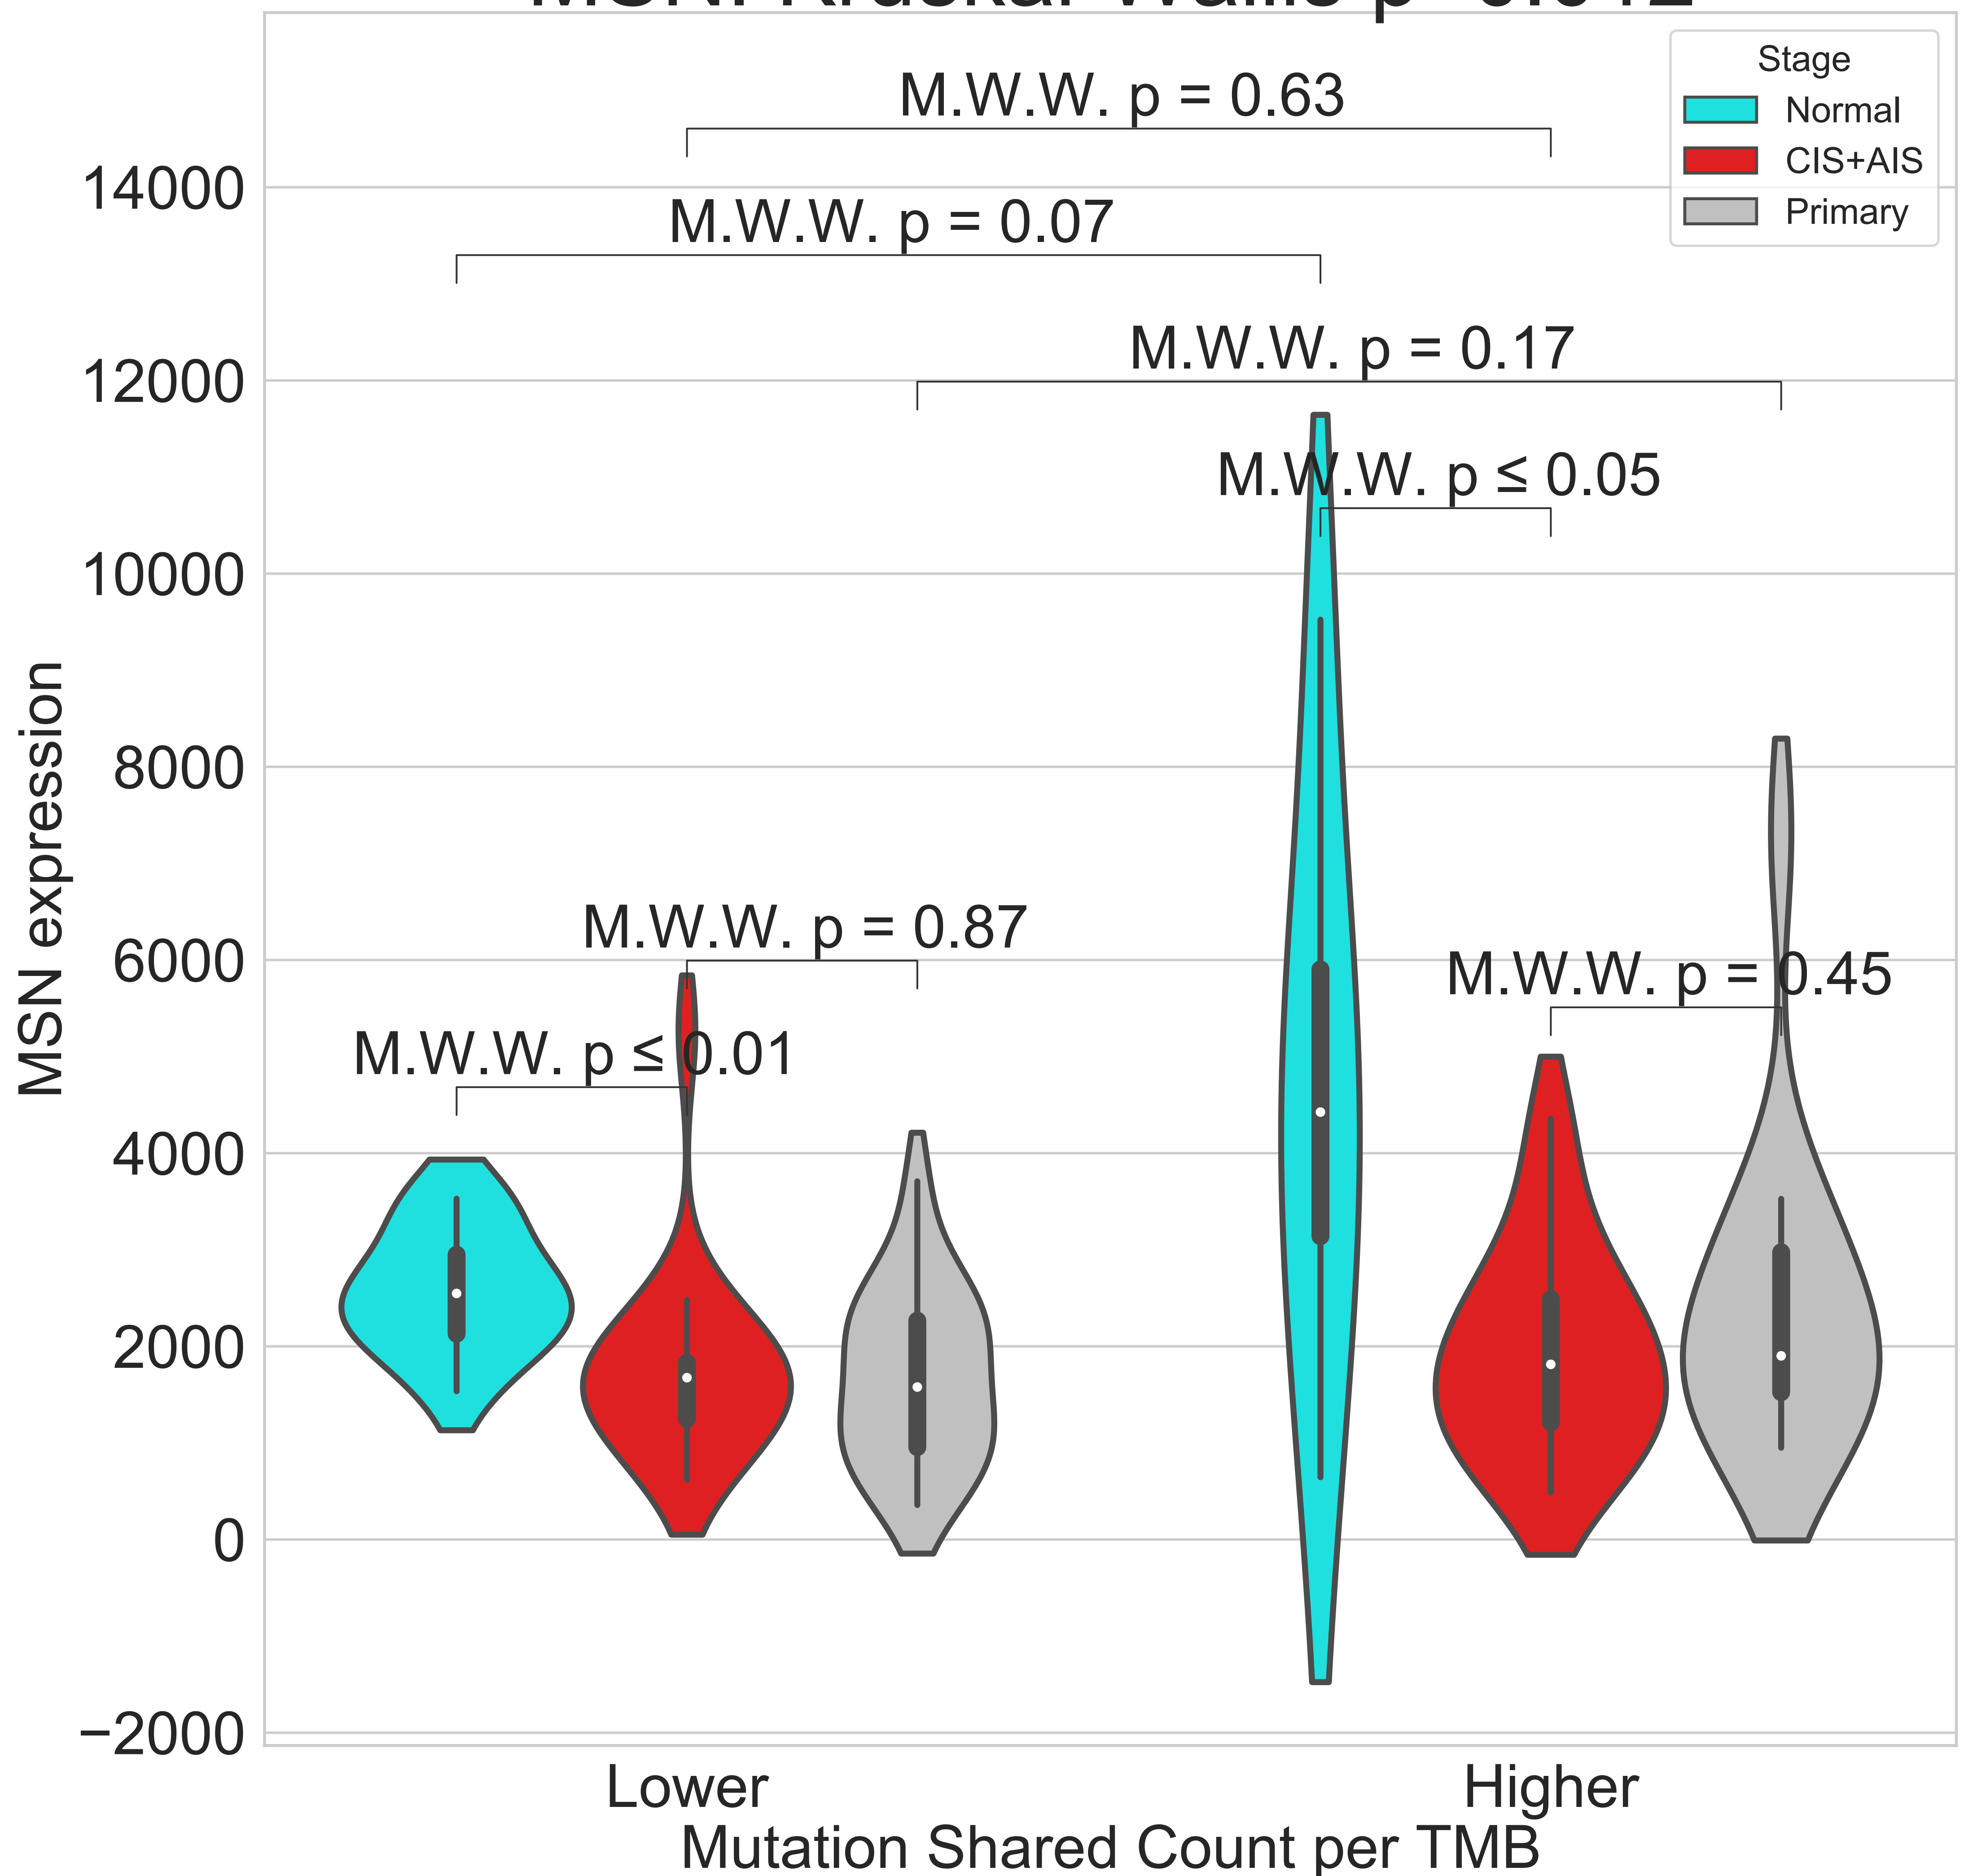 M.W.W. p = 0.63
M.W.W. p = 0.07
M.W.W. p = 0.17
M.W.W. p ≤ 0.05
M.W.W. p = 0.87
M.W.W. p = 0.45
M.W.W. p ≤ 0.01
Stage
Normal
CIS+AIS
Primary
MSN expression
14000
12000
10000
8000
6000
4000
2000
0
−2000
Lower
Higher
Mutation Shared Count per TMB